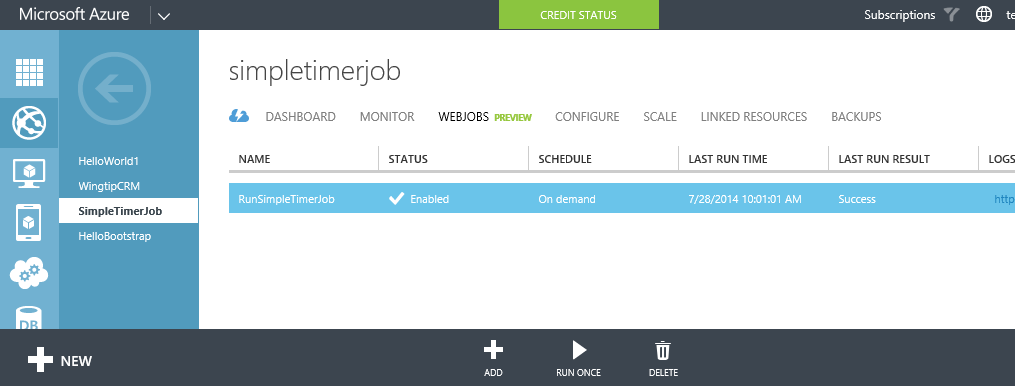 Microsoft Azure
CREDIT STATUS
Subscriptions
te
simpletimerjob
DASHBOARD MONITOR WEBJOBS PREVIEW CONFIGURE SCALE LINKED RESOURCES BACKUPS
NAME STATUS SCHEDULE LAST RUN TIME LAST RUN RESULT LOGS
RunSimpleTimerJob Enabled On demand 7/28/2014 10:01:01 AM Success http
HelloWorld1
WingtipCRM
SimpleTimerJob
HelloBootstrap
DB
NEW
ADD
RUN ONCE
DELETE